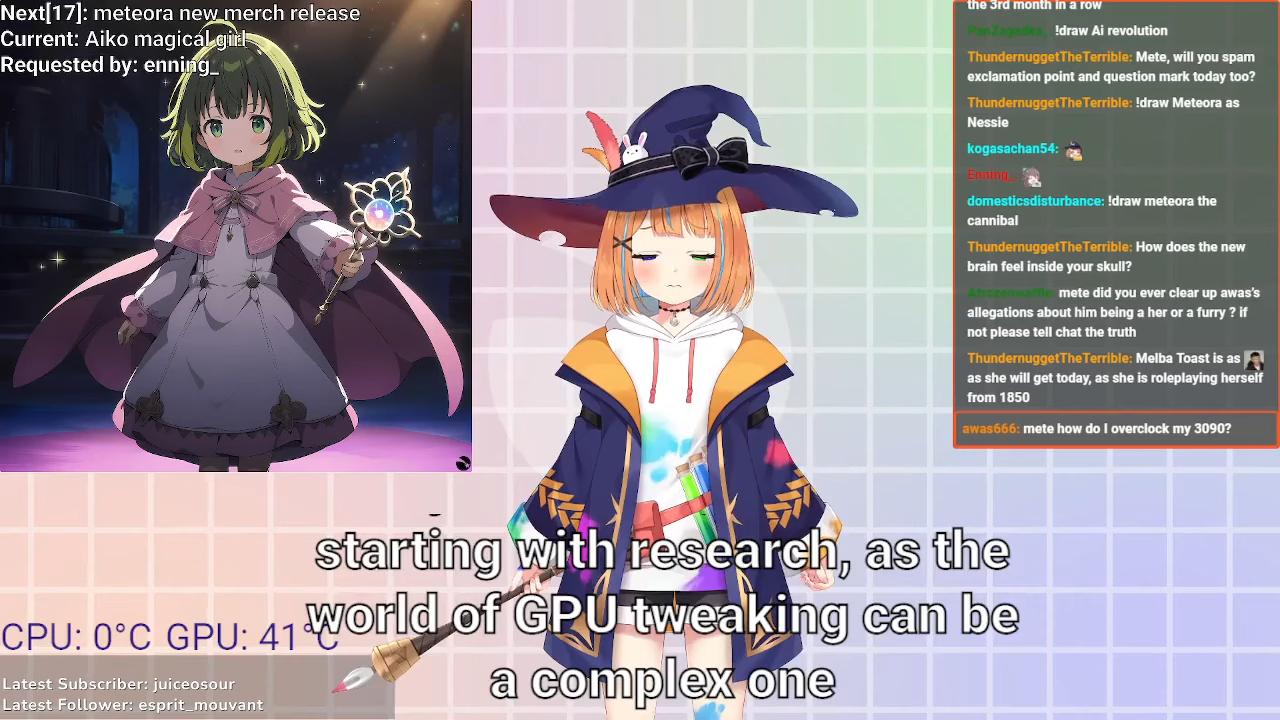 Next[17]: meteora new merch release
Current: Aiko magical girl
Requested by: enning_
the 3rd month in a row
PanZagadka_: !draw Ai revolution
ThundernuggetTheTerrible: Mete, will you spam
exclamation point and question mark today too?
ThundernuggetTheTerrible: !draw Meteora as
Nessie
kogasachan54:
Enning_:
domesticsdisturbance: !draw meteora the
cannibal
ThundernuggetTheTerrible: How does the new
brain feel inside your skull?
mete did you ever clear up awas's
allegations about him being a her or a furry ? if
not please tell chat the truth
ThundernuggetTheTerrible: Melba Toast is as
as she will get today, as she is roleplaying herself
from 1850
awas666: mete how do I overclock my 3090?
starting with research, as the
world of GPU tweaking can be
a complex one
CPU: 0°C GPU: 41°C
Latest Subscriber: juiceosour
Latest Follower: esprit_mouvant